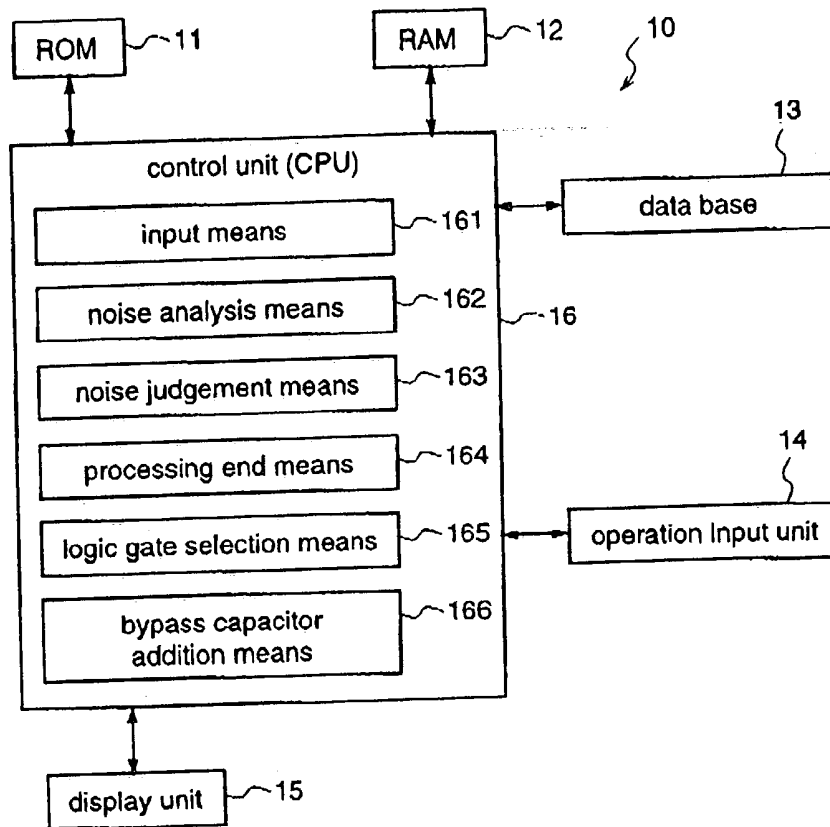 ROM
11
RAM
12
10
control unit (CPU)
13
data base
input means
161
noise analysis means
162
16
noise judgement means
163
processing end means
164
14
operation Input unit
logic gate selection means
165
bypass capacitor
addition means
166
display unit
15